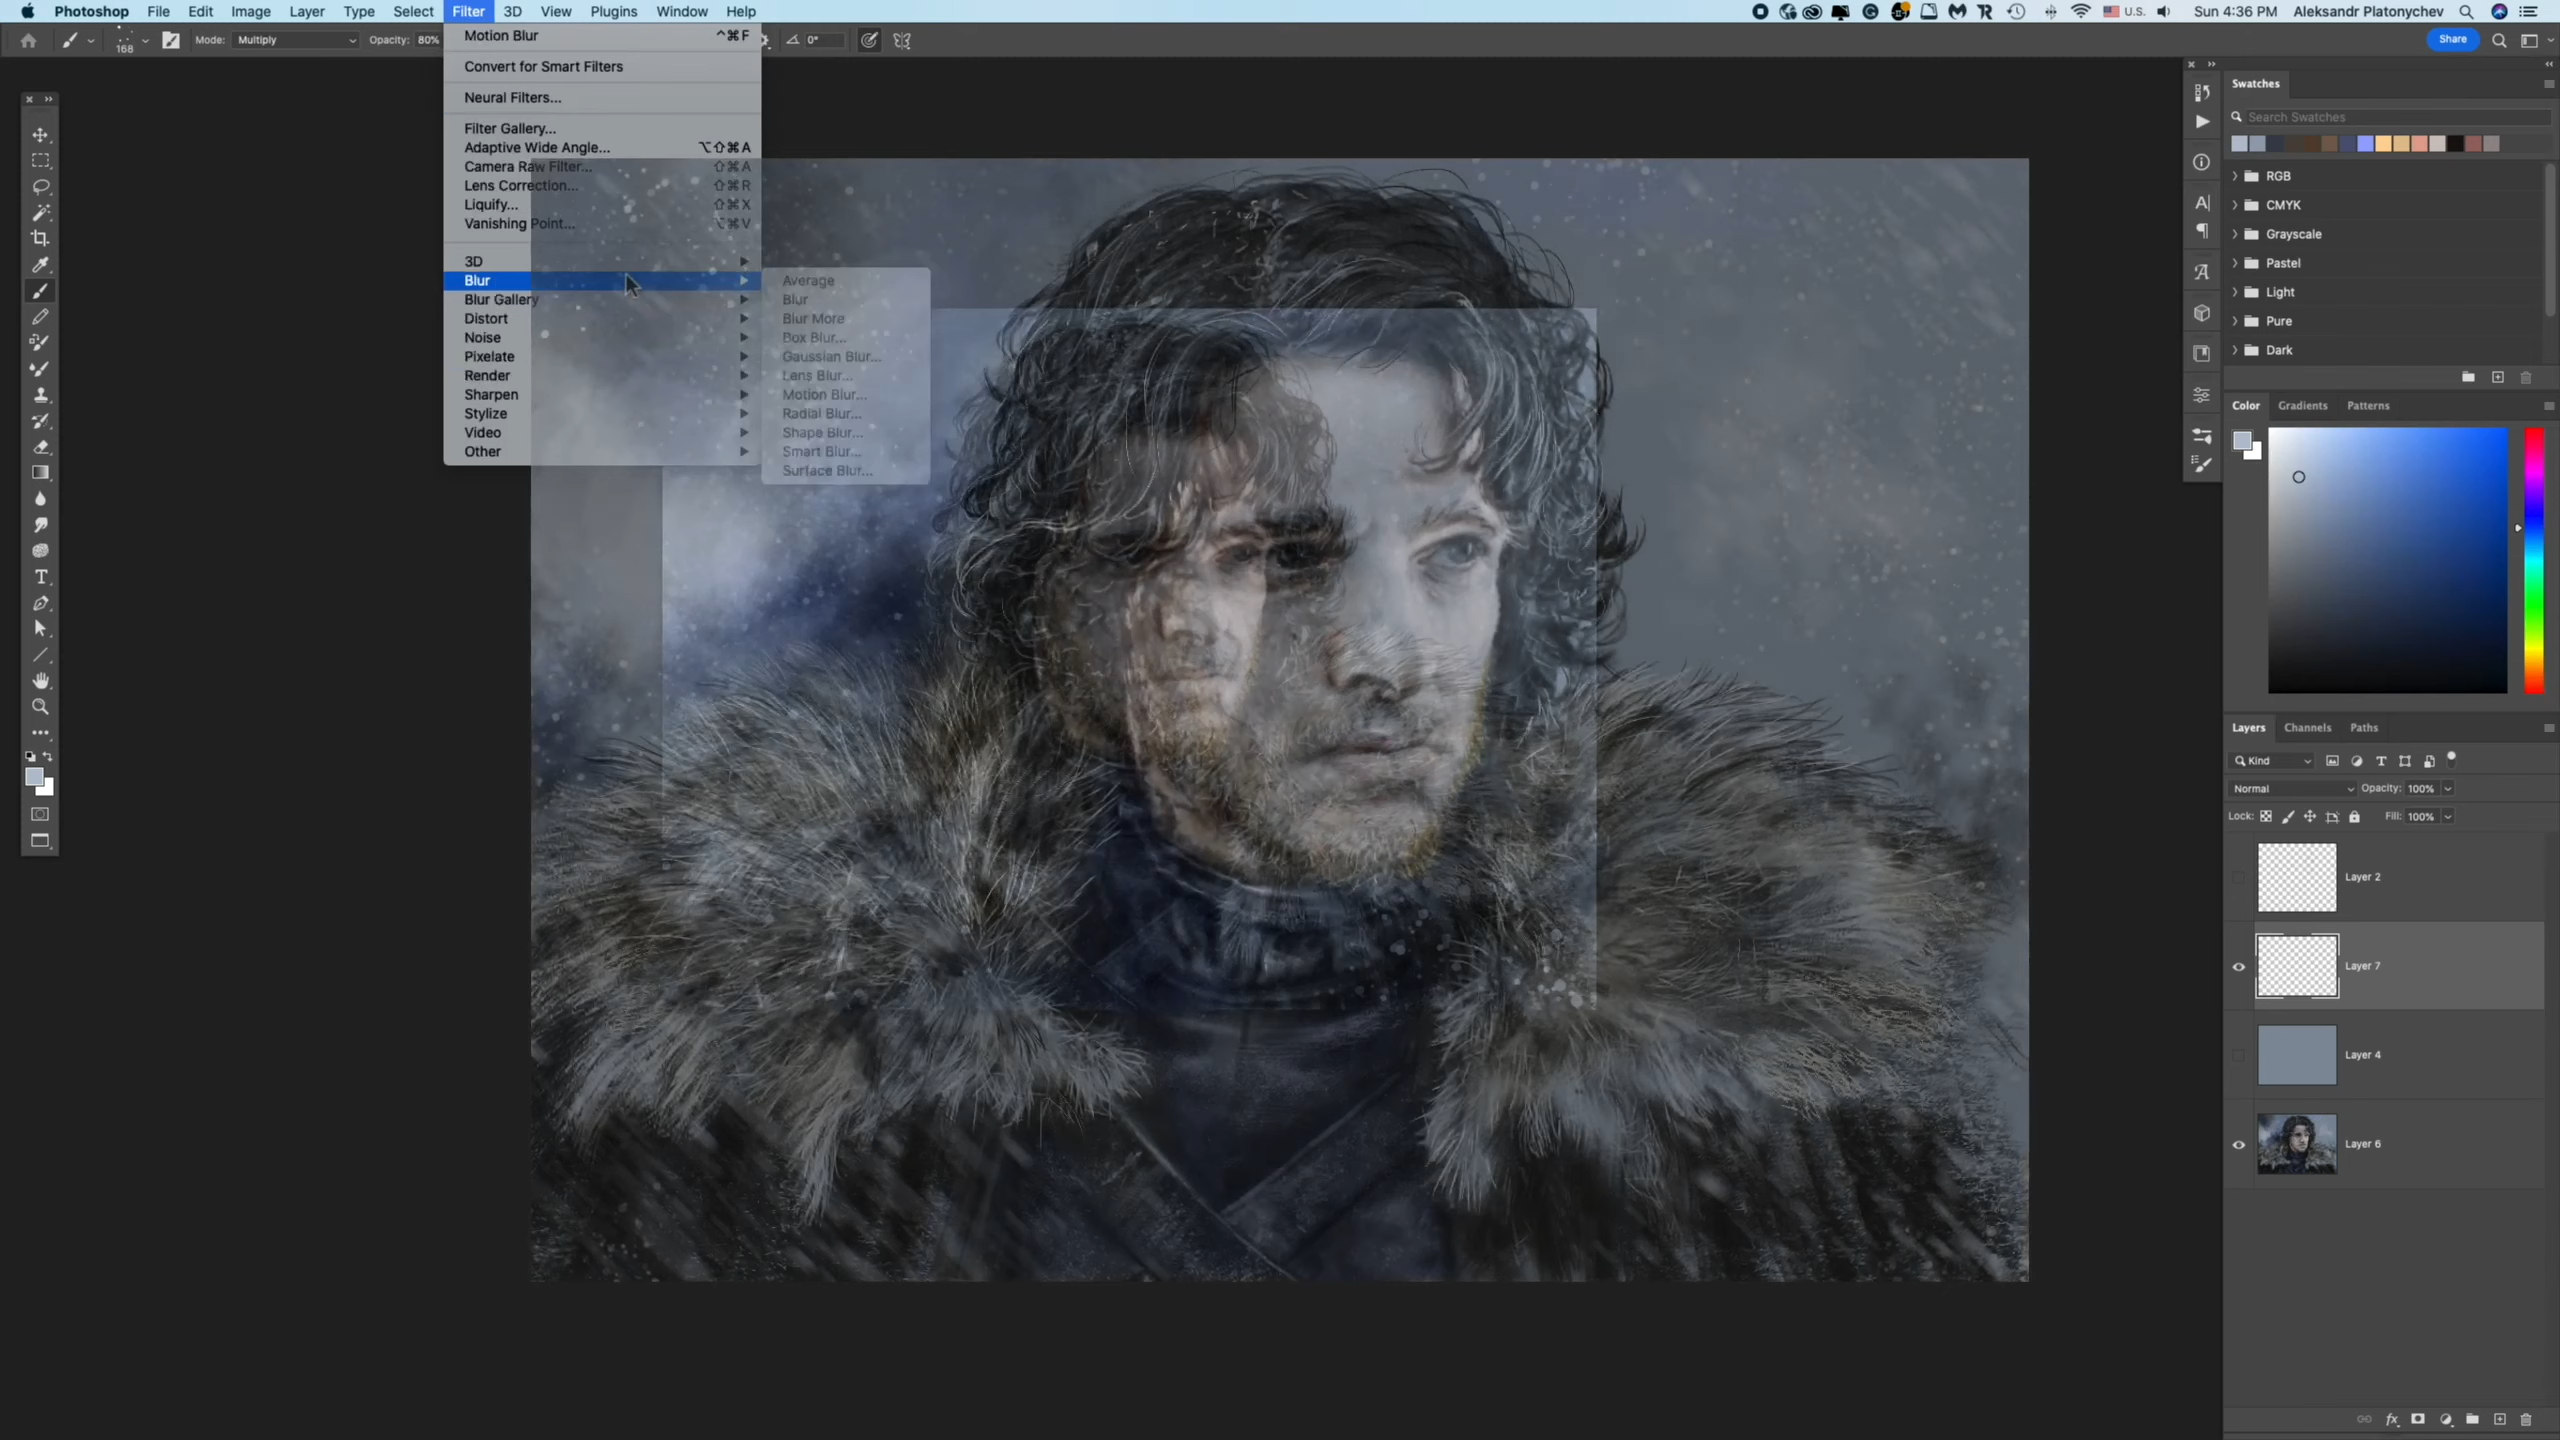 Photoshop File Edit Image Layer Type Select Filter 3D View Plugins Window Help U.S. Sun 4:36 PM Aleksandr Platonychev
168 Mode: Multiply Opacity: 80% 0° Share
Motion Blur ^⌘F
Convert for Smart Filters
Neural Filters...
Filter Gallery...
Adaptive Wide Angle... ⌥⇧⌘A
Camera Raw Filter... ⇧⌘A
Lens Correction... ⇧⌘R
Liquify... ⇧⌘X
Vanishing Point... ⌥⌘V
3D
Blur
Blur Gallery
Distort
Noise
Pixelate
Render
Sharpen
Stylize
Video
Other
Average
Blur
Blur More
Box Blur...
Gaussian Blur...
Lens Blur...
Motion Blur...
Radial Blur...
Shape Blur...
Smart Blur...
Surface Blur...
Swatches
Search Swatches
RGB
CMYK
Grayscale
Pastel
Light
Pure
Dark
Color Gradients Patterns
Layers Channels Paths
Kind
Normal Opacity: 100%
Lock: Fill: 100%
Layer 2
Layer 7
Layer 4
Layer 6
fx